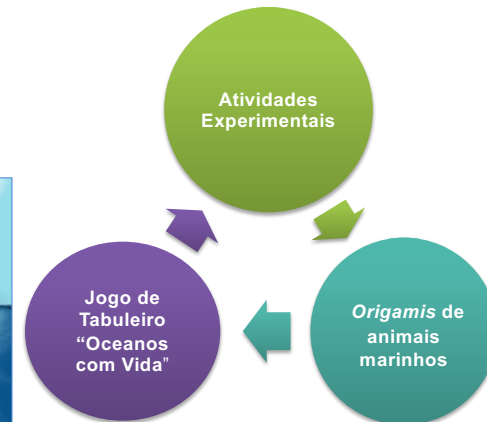 Atividades
Experimentais
Origamis de
animais
marinhos
Jogo de
Tabuleiro
“Oceanos
com Vida”